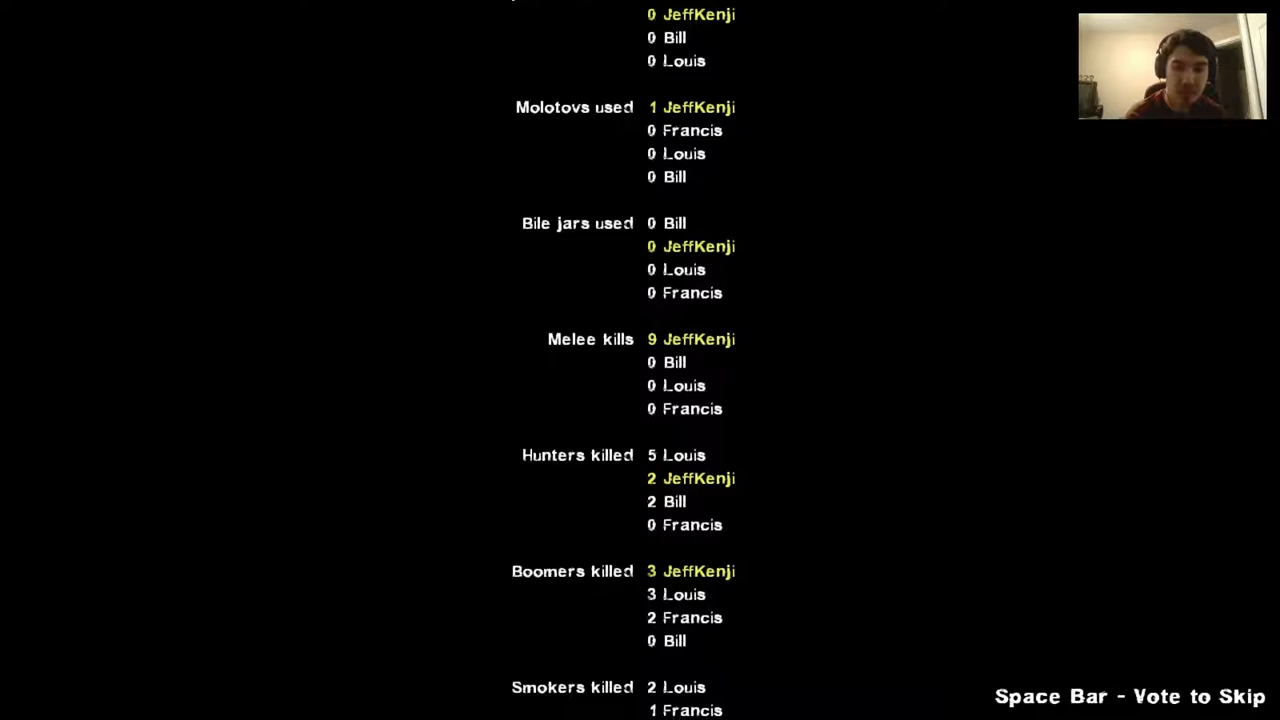 0 JeffKenji
0 Bill
0 Louis
Molotovs used 1 JeffKenji
0 Francis
0 Louis
0 Bill
Bile jars used 0 Bill
0 JeffKenji
0 Louis
0 Francis
Melee kills 9 JeffKenji
0 Bill
0 Louis
0 Francis
Hunters killed 5 Louis
2 JeffKenji
2 Bill
0 Francis
Boomers killed 3 JeffKenji
3 Louis
2 Francis
0 Bill
Smokers killed 2 Louis
1 Francis
Space Bar - Vote to Skip